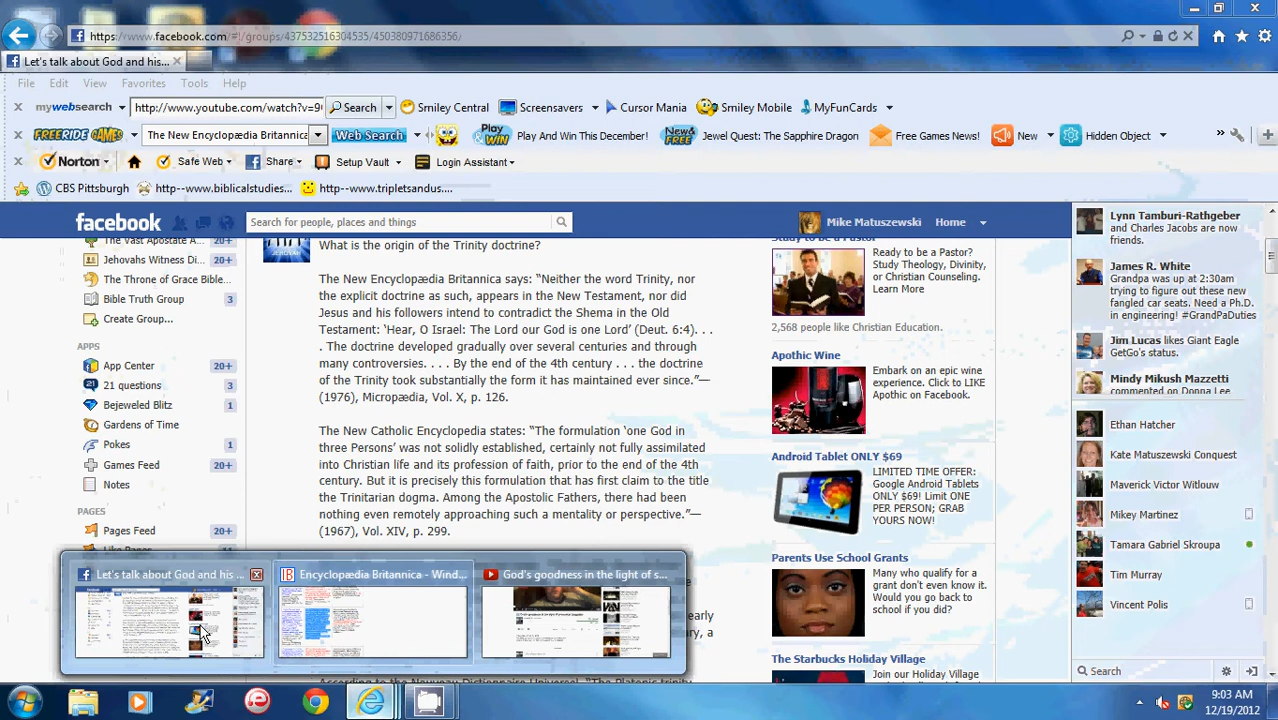 https://www.facebook.com/#!/groups/437532516304535/450380971686356/
Let's talk about God and his...
File Edit View Favorites Tools Help
mywebsearch http://www.youtube.com/watch?v=9 Search Smiley Central Screensavers Cursor Mania Smiley Mobile MyFunCards
FREERIDE GAMES The New Encyclopædia Britannica Web Search PLAY WIN Play And Win This December! New& FREE Jewel Quest: The Sapphire Dragon Free Games News! New Hidden Object
Norton Safe Web Share Setup Vault Login Assistant
CBS Pittsburgh http--www.biblicalstudies... http--www.tripletsandus....
facebook Search for people, places and things Mike Matuszewski Home
The Vast Apostate A... 20+
Jehovahs Witness Di... 20+
The Throne of Grace Bible... 
Bible Truth Group 3
Create Group...
APPS
App Center 20+
21 questions 3
Bejeweled Blitz 1
Gardens of Time
Pokes 1
Games Feed 20+
Notes
PAGES
Pages Feed 20+
Like Pages
JEHOVAH
What is the origin of the Trinity doctrine?
The New Encyclopædia Britannica says: “Neither the word Trinity, nor
the explicit doctrine as such, appears in the New Testament, nor did
Jesus and his followers intend to contradict the Shema in the Old
Testament: ‘Hear, O Israel: The Lord our God is one Lord’ (Deut. 6:4). . .
. The doctrine developed gradually over several centuries and through
many controversies. . . . By the end of the 4th century . . . the doctrine
of the Trinity took substantially the form it has maintained ever since.”—
(1976), Micropædia, Vol. X, p. 126.
The New Catholic Encyclopedia states: “The formulation ‘one God in
three Persons’ was not solidly established, certainly not fully assimilated
into Christian life and its profession of faith, prior to the end of the 4th
century. But it is precisely this formulation that has first claim to the title
the Trinitarian dogma. Among the Apostolic Fathers, there had been
nothing even remotely approaching such a mentality or perspective.”—
(1967), Vol. XIV, p. 299.
early
ry, a
According to the Nouveau Dictionnaire Universel, “The Platonic trinity,
Study to be a Pastor
Ready to be a Pastor?
Study Theology, Divinity,
or Christian Counseling.
Learn More
2,568 people like Christian Education.
Apothic Wine
Embark on an epic wine
experience. Click to LIKE
Apothic on Facebook.
Android Tablet ONLY $69
LIMITED TIME OFFER:
Google Android Tablets
ONLY $69! Limit ONE
PER PERSON; GRAB
YOURS NOW!
Parents Use School Grants
Many who qualify for a
grant don't even know it.
Would you go back to
school if you did?
The Starbucks Holiday Village
Join our Holiday Village
Lynn Tamburi-Rathgeber
and Charles Jacobs are now
friends.
James R. White
Grandpa was up at 2:30am
trying to figure out these new
fangled car seats. Need a Ph.D.
in engineering! #GrandPaDuties
Jim Lucas likes Giant Eagle
GetGo's status.
Mindy Mikush Mazzetti
commented on Donna Lee
Ethan Hatcher
Kate Matuszewski Conquest
Maverick Victor Witlouw
Mikey Martinez
Tamara Gabriel Skroupa
Tim Murray
Vincent Polis
Search
Let's talk about God and his ...
Encyclopædia Britannica - Wind...
God's goodness in the light of s...
9:03 AM
12/19/2012